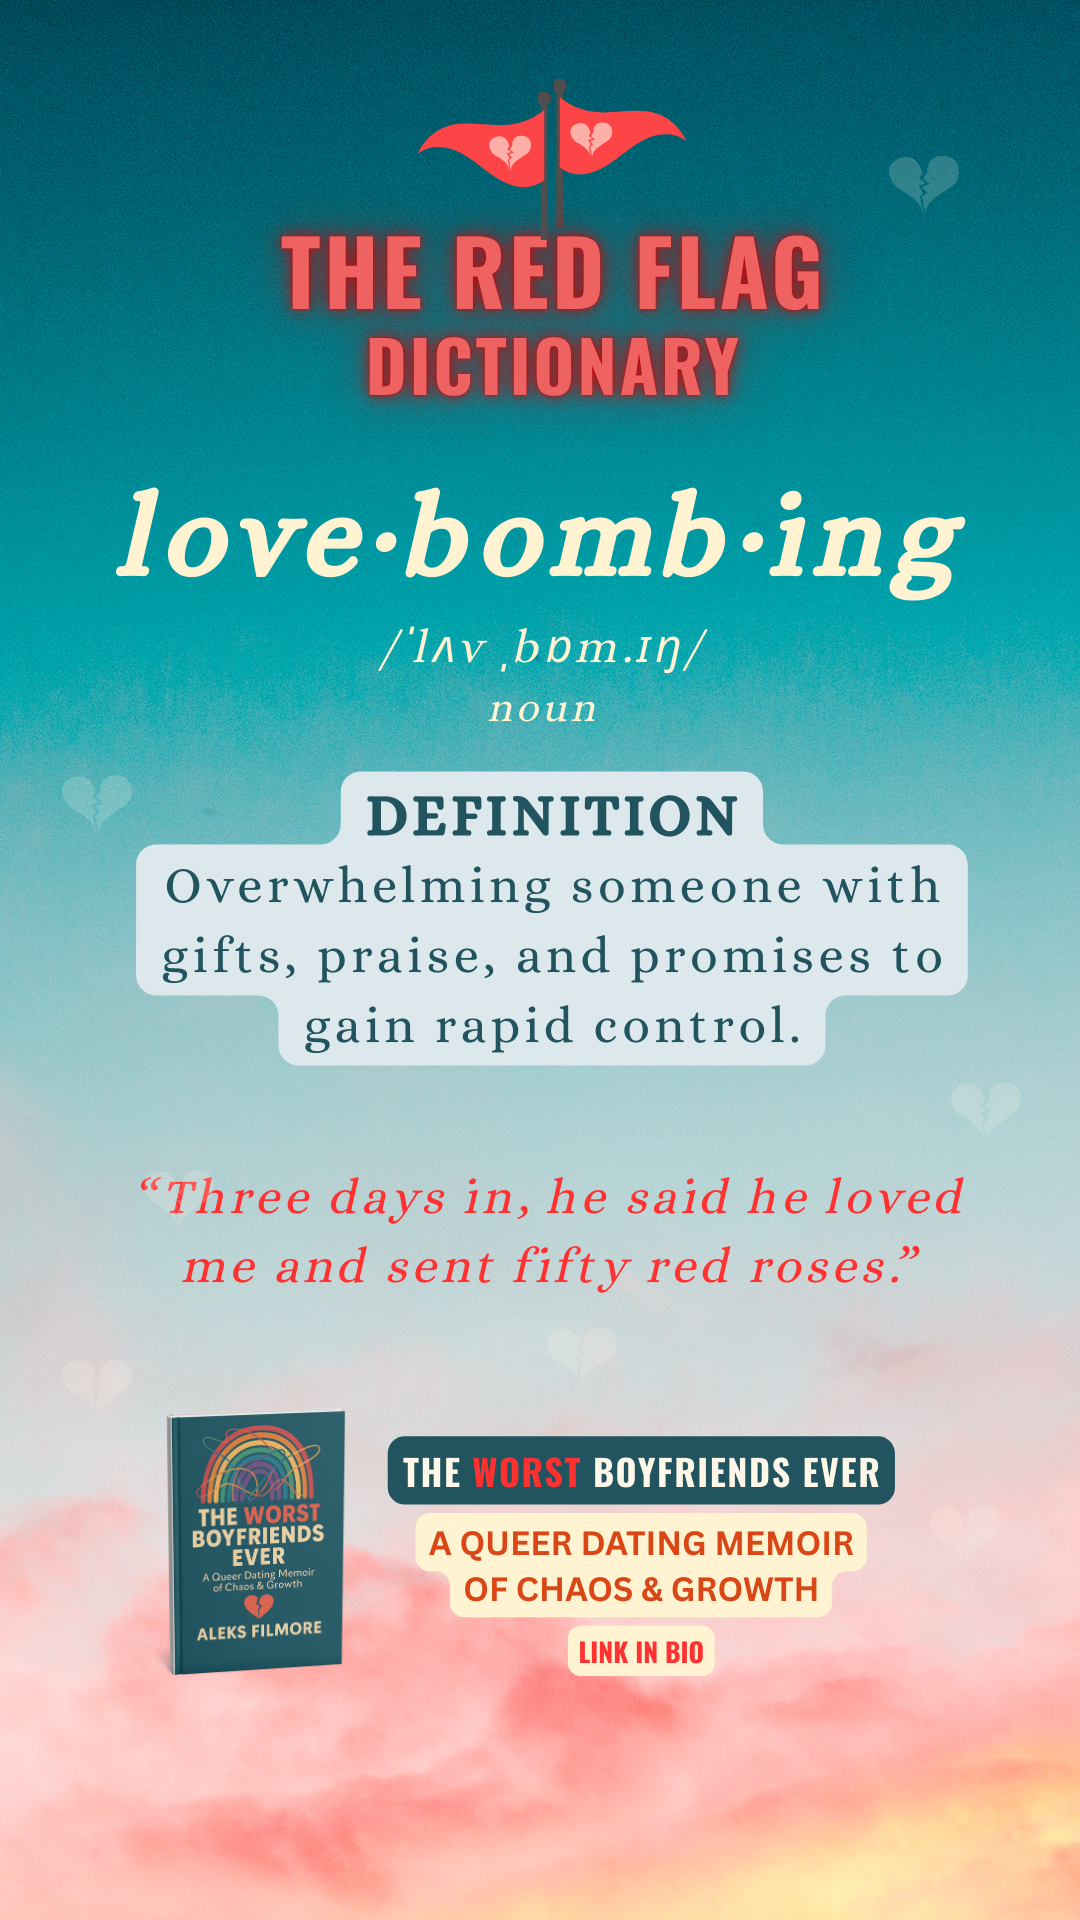 THE RED FLAG
DICTIONARY
love·bomb·ing
/ˈlʌv ˌbɒm.ɪŋ/
noun
DEFINITION
Overwhelming someone with
gifts, praise, and promises to
gain rapid control.
“Three days in, he said he loved
me and sent fifty red roses.”
THE WORST
BOYFRIENDS
EVER
A Queer Dating Memoir
of Chaos & Growth
ALEKS FILMORE
THE WORST BOYFRIENDS EVER
A QUEER DATING MEMOIR
OF CHAOS & GROWTH
LINK IN BIO